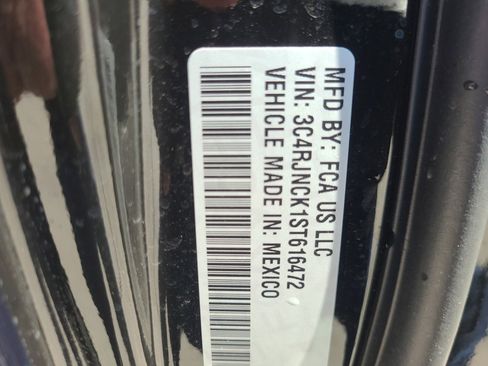 MFD BY: FCA US LLC
VIN: 3C4RJNCK1ST616472
VEHICLE MADE IN: MEXICO